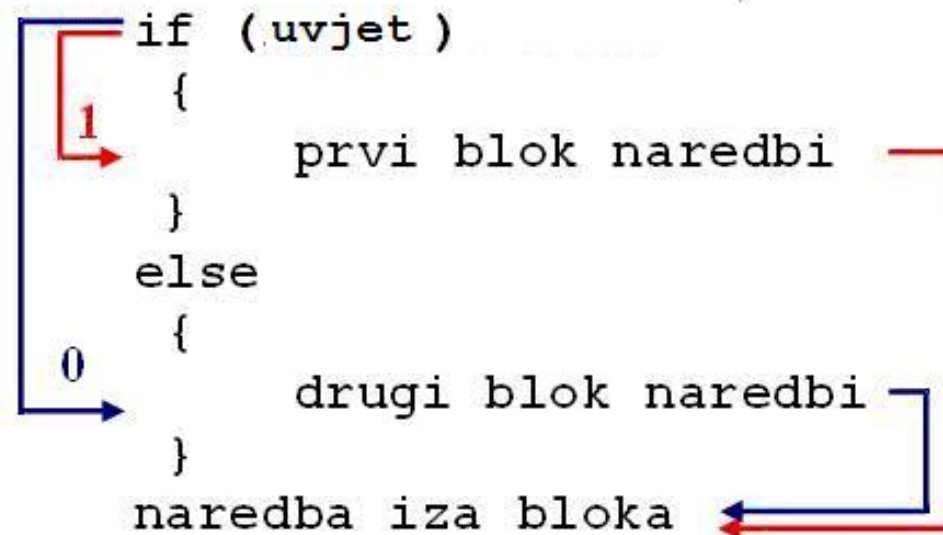 if (uvjet )
{
1
prvi blok naredbi
}
else
{
0
drugi blok naredbi
}
naredba iza bloka